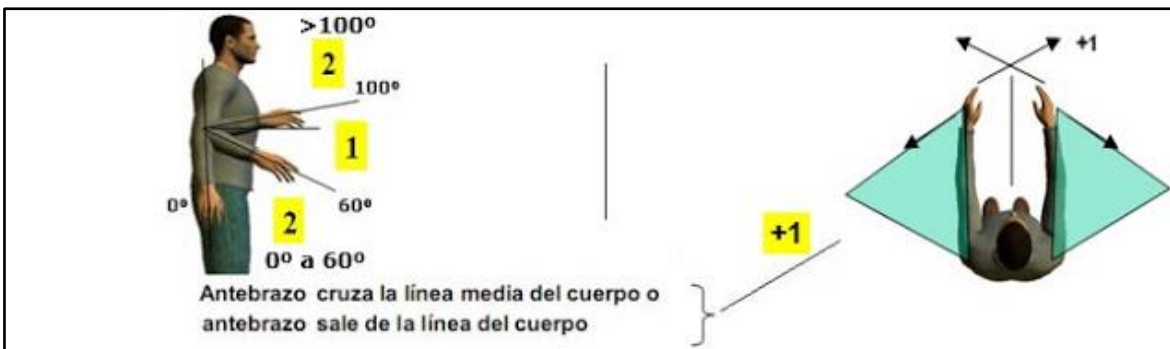 >100º
2
100º
1
0º
60º
2
0º a 60º
Antebrazo cruza la línea media del cuerpo o
antebrazo sale de la línea del cuerpo
+1
+1